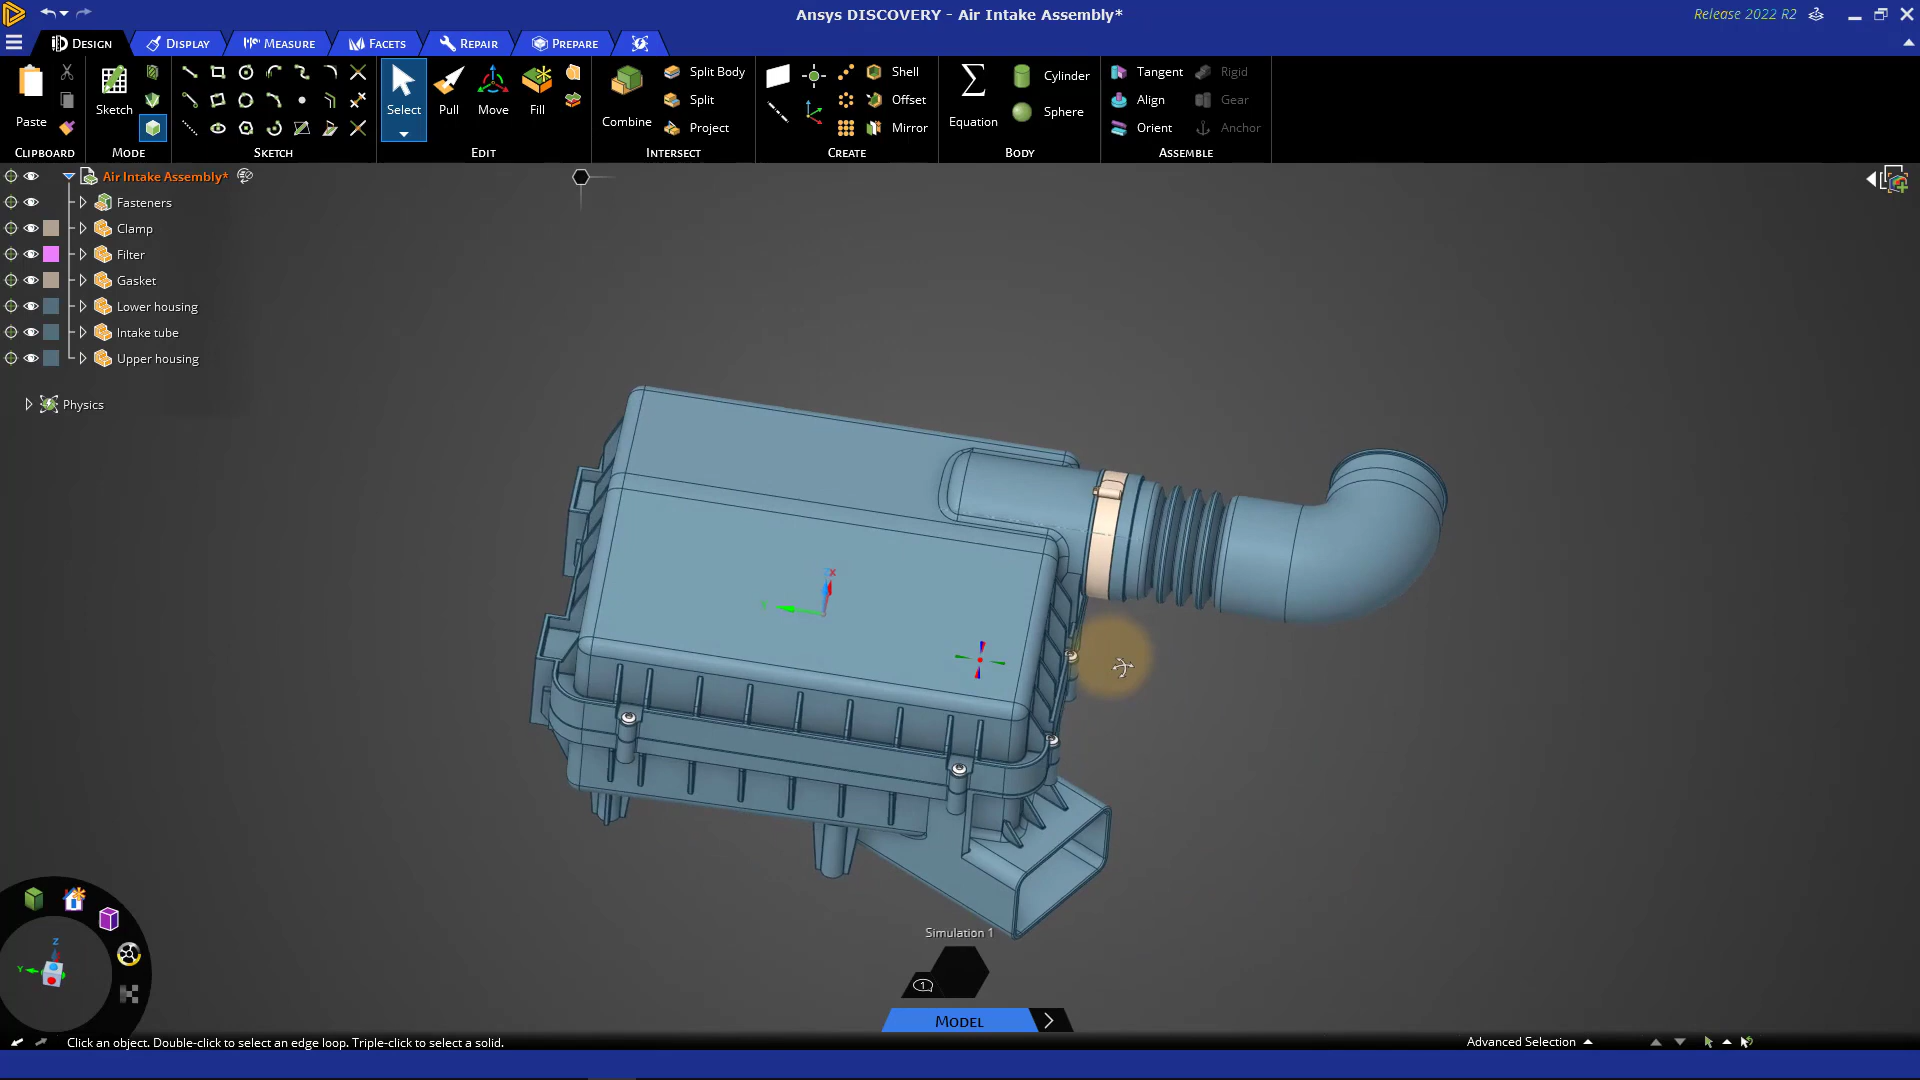 Ansys DISCOVERY - Air Intake Assembly*
Release 2022 R2
Design
Display
Measure
Facets
Repair
Prepare
Paste
Clipboard
Sketch
Mode
Sketch
Select
Pull
Move
Fill
Edit
Combine
Split Body
Split
Project
Intersect
Shell
Offset
Mirror
Create
Equation
Cylinder
Sphere
Body
Tangent
Align
Orient
Rigid
Gear
Anchor
Assemble
Air Intake Assembly*
Fasteners
Clamp
Filter
Gasket
Lower housing
Intake tube
Upper housing
Physics
X
Z
Y
Simulation 1
1
Model
Click an object. Double-click to select an edge loop. Triple-click to select a solid.
Advanced Selection